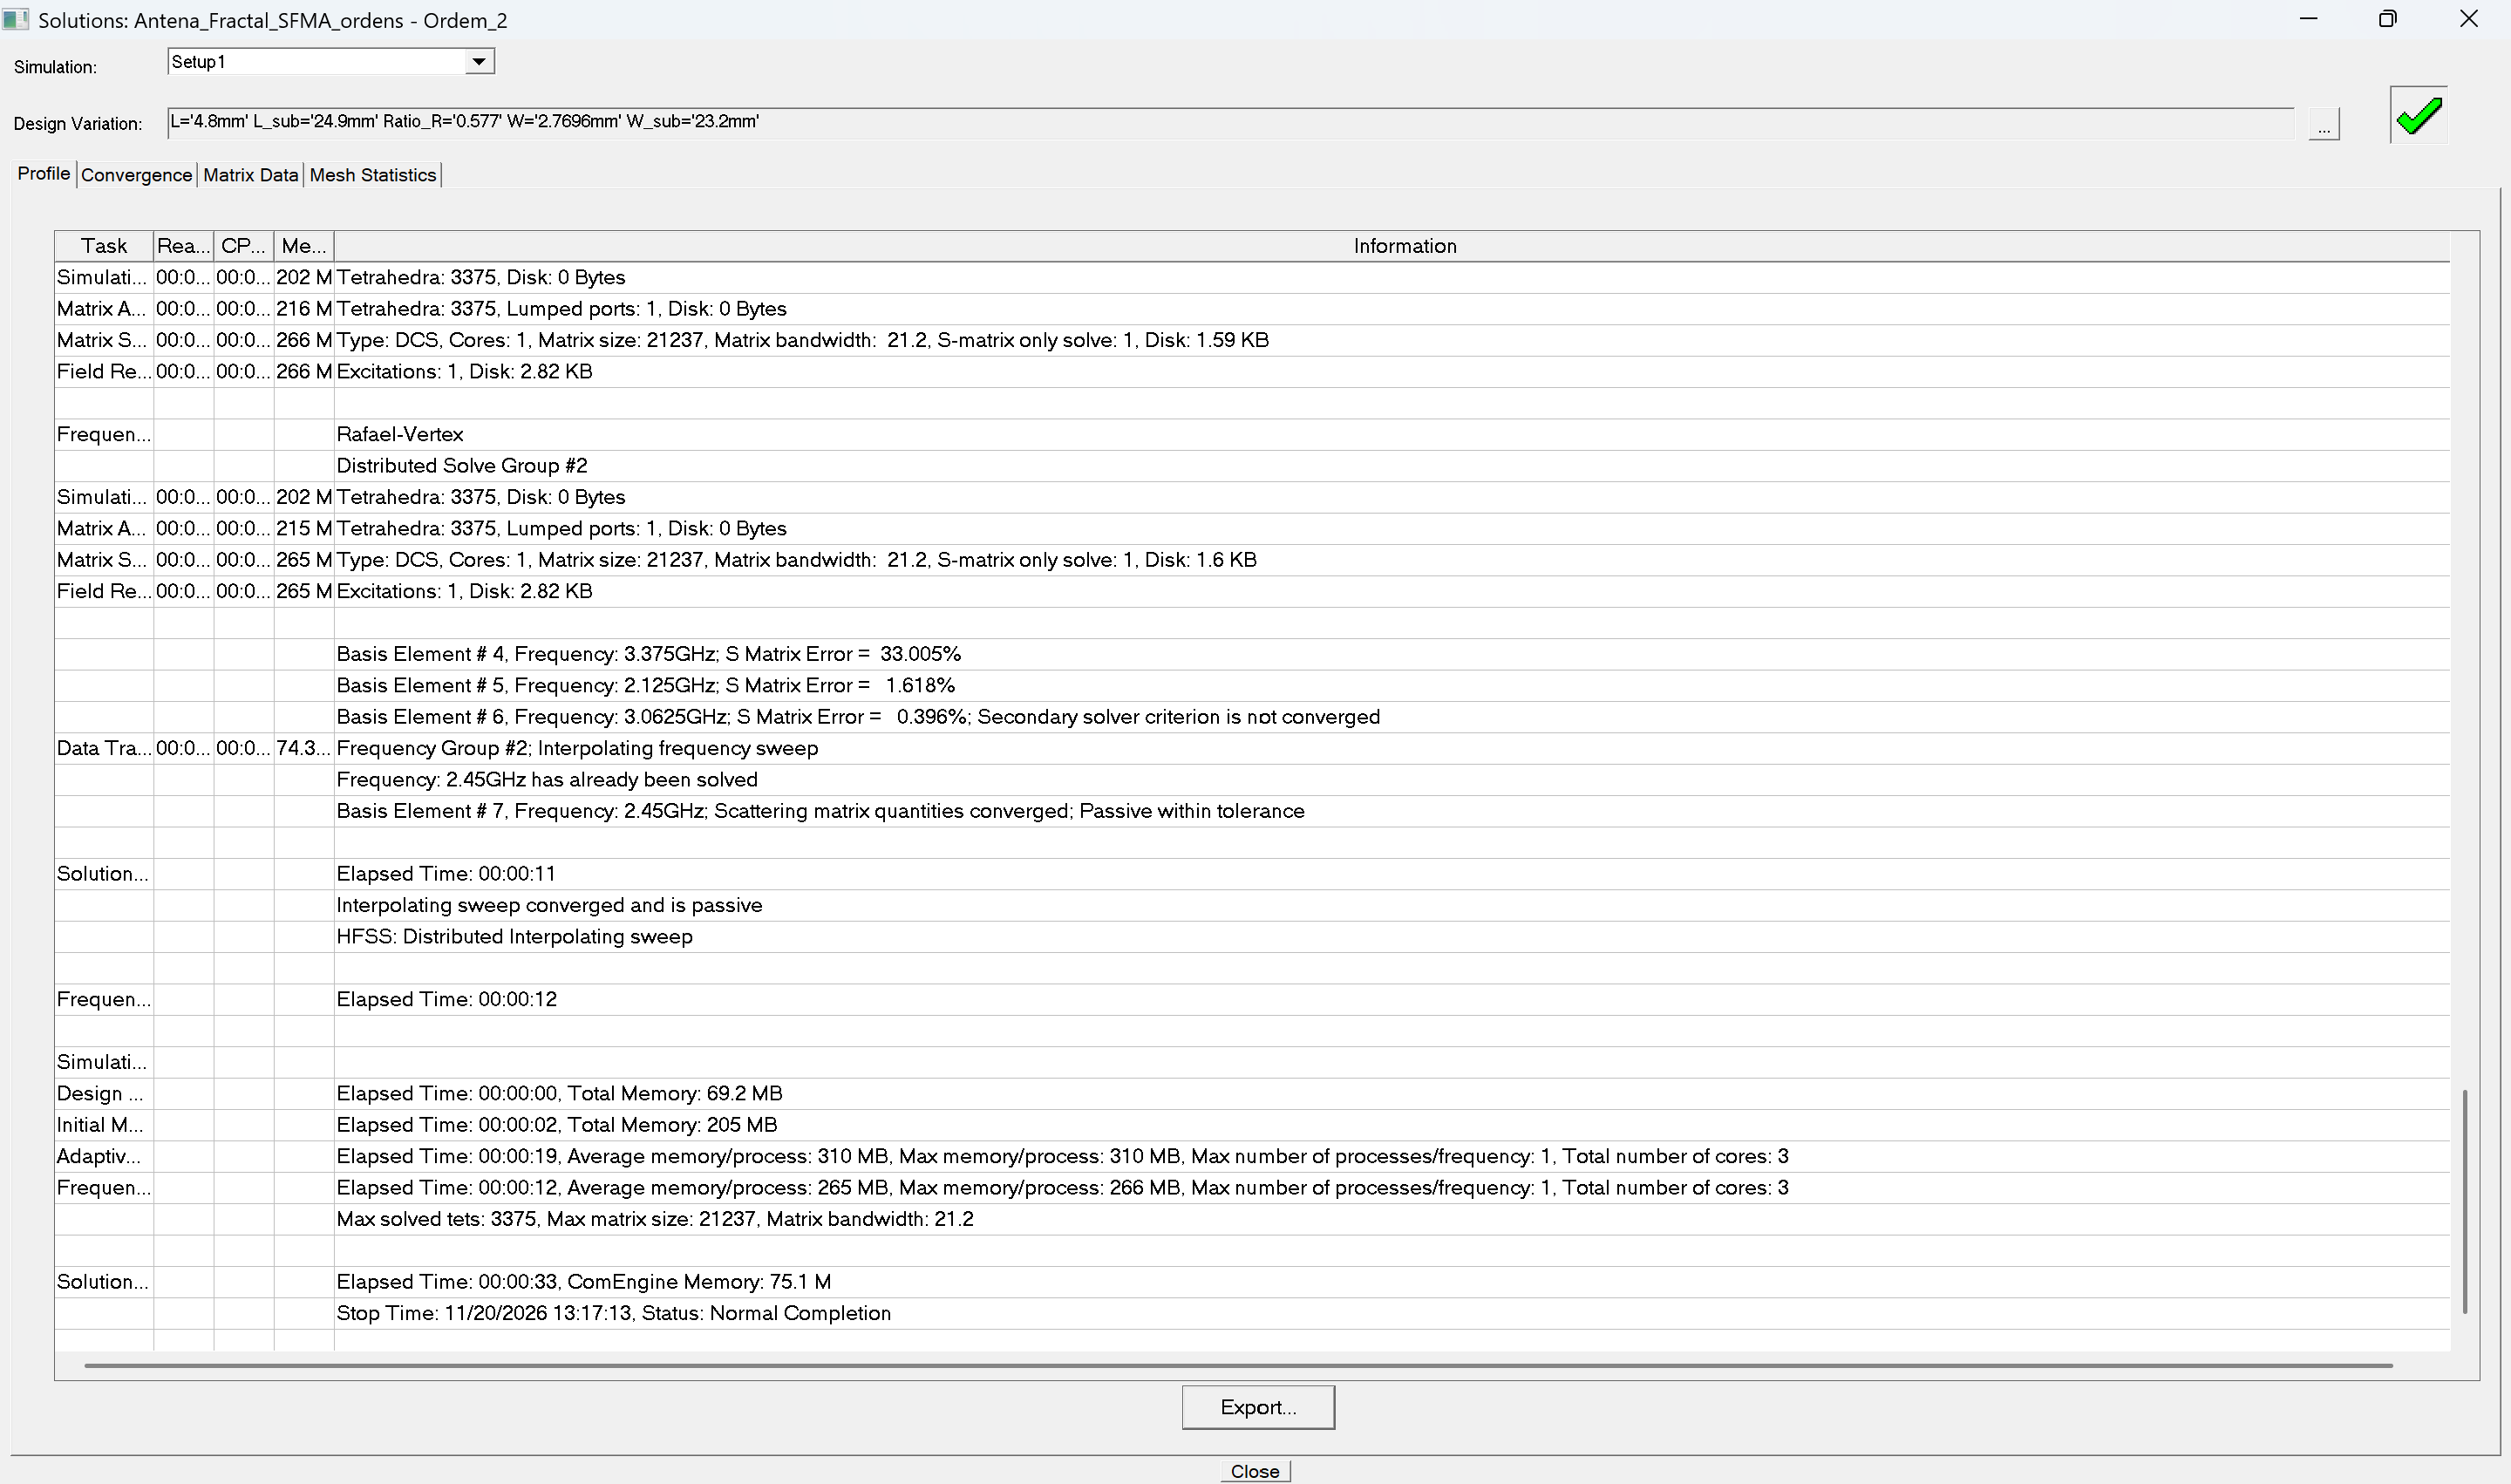 Solutions: Antena_Fractal_SFMA_ordens - Ordem_2
Simulation: Setup1
Design Variation: L='4.8mm' L_sub='24.9mm' Ratio_R='0.577' W='2.7696mm' W_sub='23.2mm' ...
Profile Convergence Matrix Data Mesh Statistics
Task Rea... CP... Me... Information
Simulati... 00:0... 00:0... 202 M Tetrahedra: 3375, Disk: 0 Bytes
Matrix A... 00:0... 00:0... 216 M Tetrahedra: 3375, Lumped ports: 1, Disk: 0 Bytes
Matrix S... 00:0... 00:0... 266 M Type: DCS, Cores: 1, Matrix size: 21237, Matrix bandwidth: 21.2, S-matrix only solve: 1, Disk: 1.59 KB
Field Re... 00:0... 00:0... 266 M Excitations: 1, Disk: 2.82 KB
Frequen... Rafael-Vertex
Distributed Solve Group #2
Simulati... 00:0... 00:0... 202 M Tetrahedra: 3375, Disk: 0 Bytes
Matrix A... 00:0... 00:0... 215 M Tetrahedra: 3375, Lumped ports: 1, Disk: 0 Bytes
Matrix S... 00:0... 00:0... 265 M Type: DCS, Cores: 1, Matrix size: 21237, Matrix bandwidth: 21.2, S-matrix only solve: 1, Disk: 1.6 KB
Field Re... 00:0... 00:0... 265 M Excitations: 1, Disk: 2.82 KB
Basis Element # 4, Frequency: 3.375GHz; S Matrix Error = 33.005%
Basis Element # 5, Frequency: 2.125GHz; S Matrix Error = 1.618%
Basis Element # 6, Frequency: 3.0625GHz; S Matrix Error = 0.396%; Secondary solver criterion is not converged
Data Tra... 00:0... 00:0... 74.3... Frequency Group #2; Interpolating frequency sweep
Frequency: 2.45GHz has already been solved
Basis Element # 7, Frequency: 2.45GHz; Scattering matrix quantities converged; Passive within tolerance
Solution... Elapsed Time: 00:00:11
Interpolating sweep converged and is passive
HFSS: Distributed Interpolating sweep
Frequen... Elapsed Time: 00:00:12
Simulati...
Design ... Elapsed Time: 00:00:00, Total Memory: 69.2 MB
Initial M... Elapsed Time: 00:00:02, Total Memory: 205 MB
Adaptiv... Elapsed Time: 00:00:19, Average memory/process: 310 MB, Max memory/process: 310 MB, Max number of processes/frequency: 1, Total number of cores: 3
Frequen... Elapsed Time: 00:00:12, Average memory/process: 265 MB, Max memory/process: 266 MB, Max number of processes/frequency: 1, Total number of cores: 3
Max solved tets: 3375, Max matrix size: 21237, Matrix bandwidth: 21.2
Solution... Elapsed Time: 00:00:33, ComEngine Memory: 75.1 M
Stop Time: 11/20/2026 13:17:13, Status: Normal Completion
Export...
Close